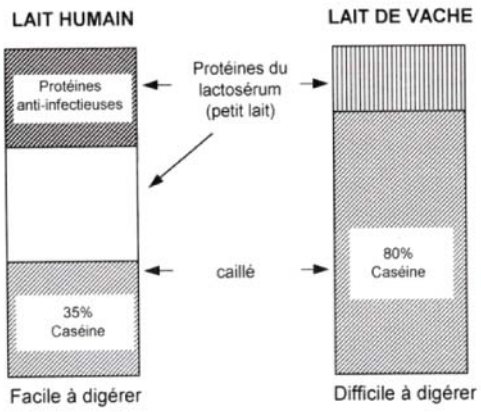 LAIT HUMAIN
LAIT DE VACHE
Protéines
anti-infectieuses
Protéines du
lactosérum
(petit lait)
caillé
35%
Caséine
80%
Caséine
Facile à digérer
Difficile à digérer